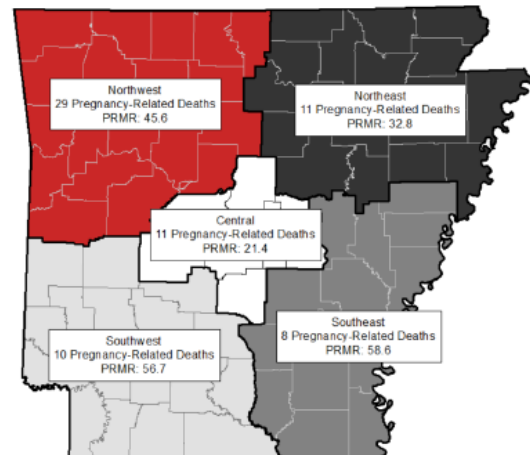 Northwest
29 Pregnancy-Related Deaths
PRMR: 45.6
Northeast
11 Pregnancy-Related Deaths
PRMR: 32.8
Central
11 Pregnancy-Related Deaths
PRMR: 21.4
Southwest
10 Pregnancy-Related Deaths
PRMR: 56.7
Southeast
8 Pregnancy-Related Deaths
PRMR: 58.6